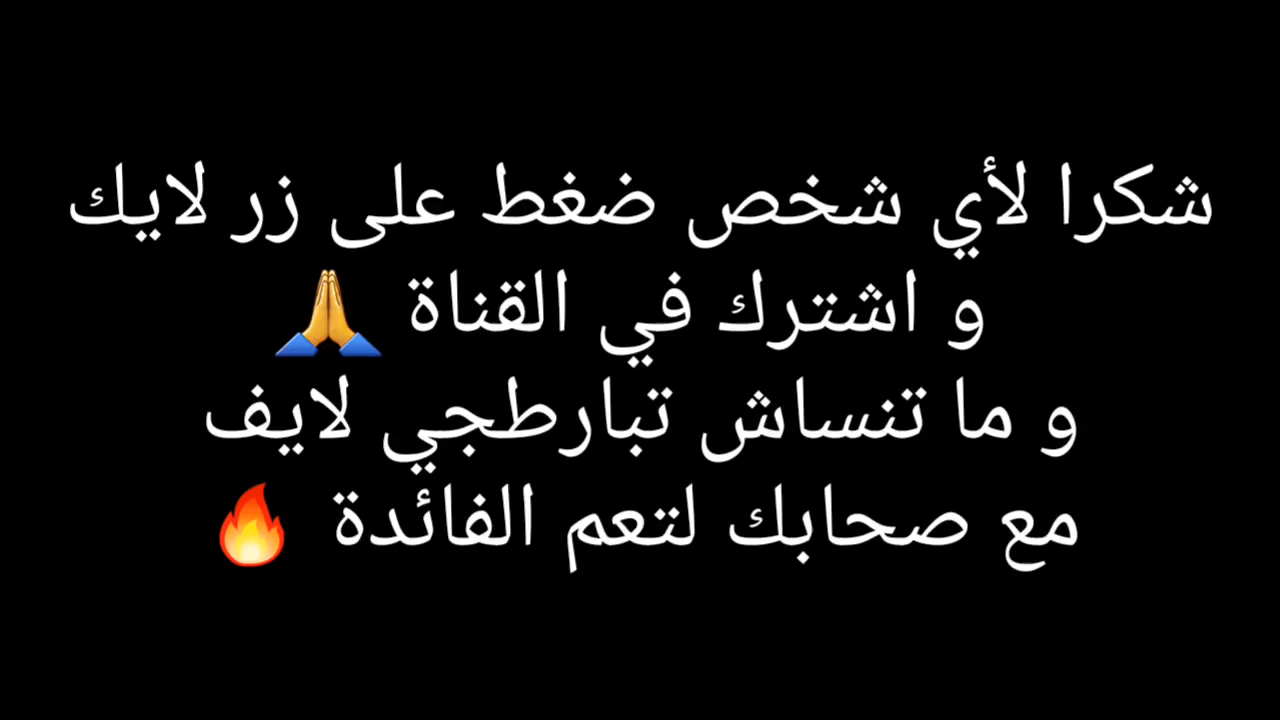 شكرا لأي شخص ضغط على زر لايك
و اشترك في القناة 🙏
و ما تنساش تبارطجي لايف
مع صحابك لتعم الفائدة 🔥